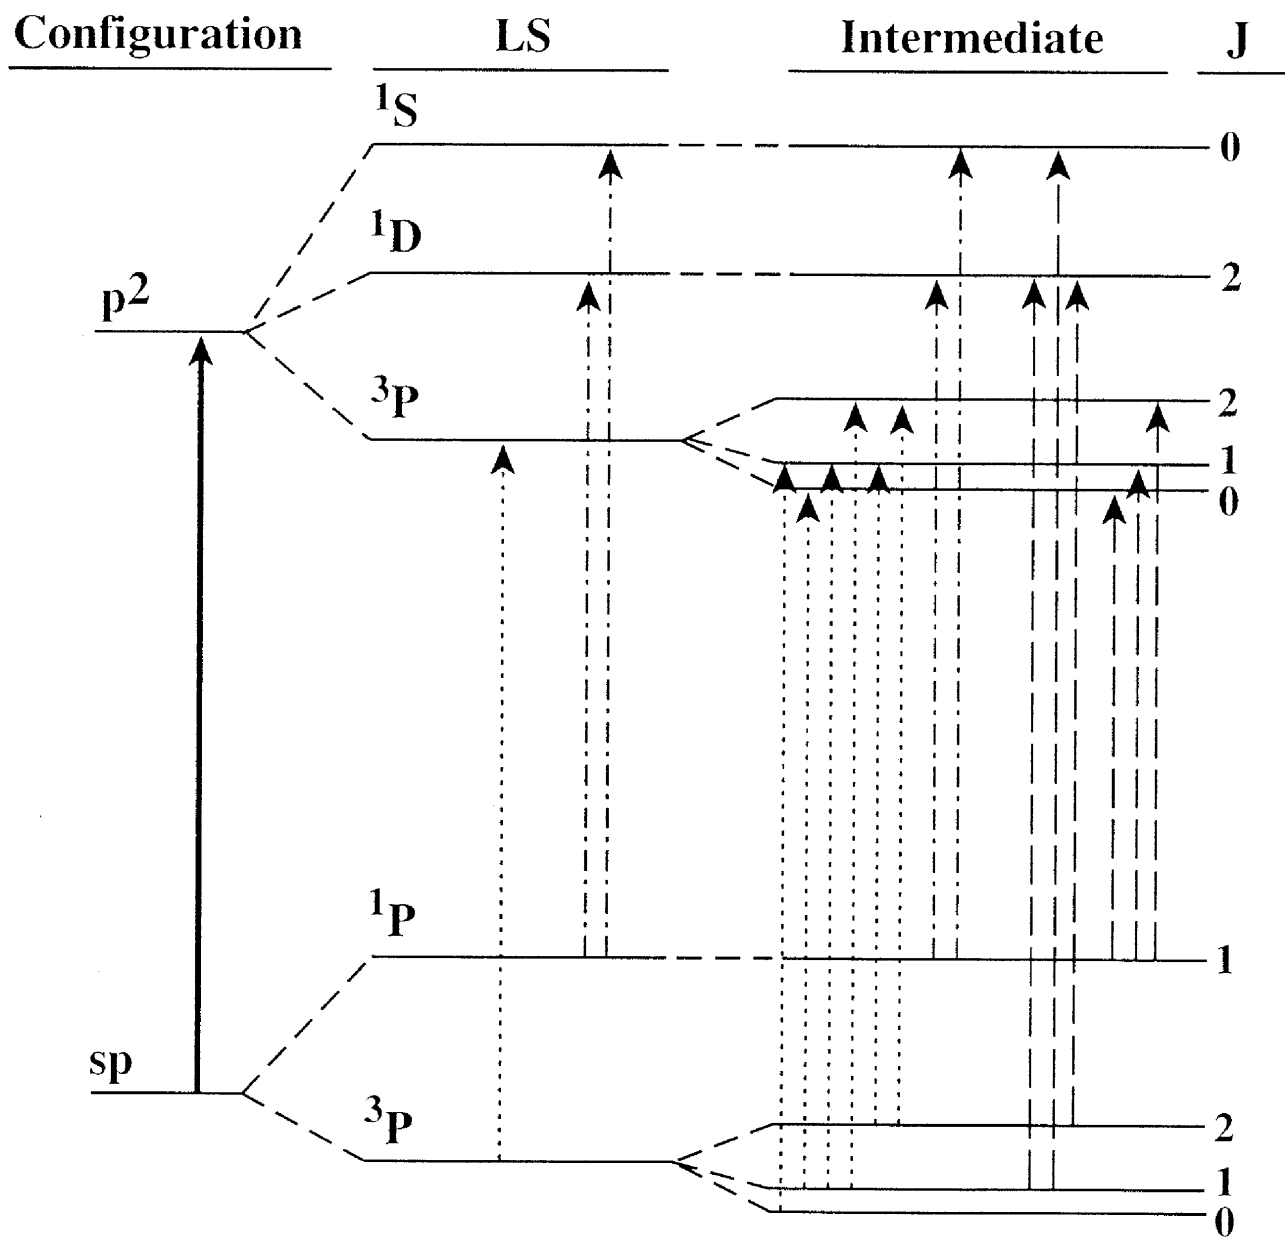 Configuration LS Intermediate J
¹S
0
¹D
2
p²
³P
2
1
0
¹P
1
sp
³P
2
1
0